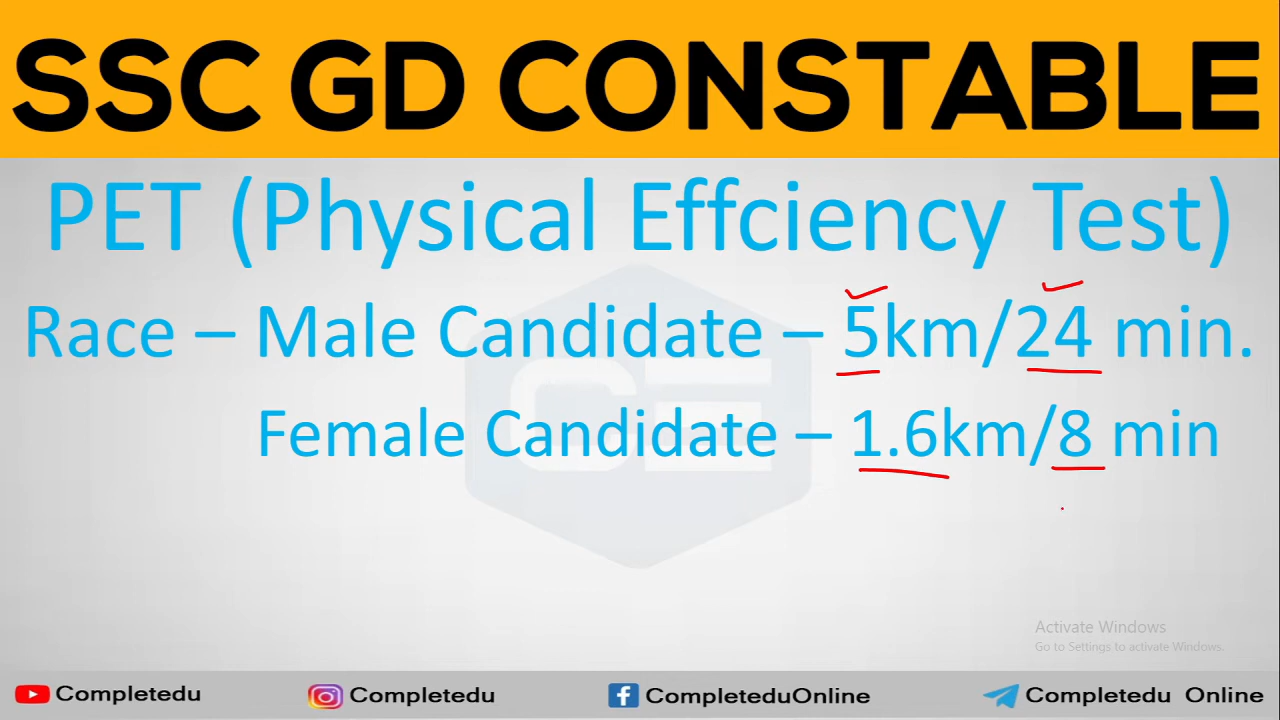 SSC GD CONSTABLE
PET (Physical Effciency Test)
Race – Male Candidate – 5km/24 min.
Female Candidate – 1.6km/8 min
CE
Activate Windows
Go to Settings to activate Windows.
Completedu Completedu CompleteduOnline Completedu Online